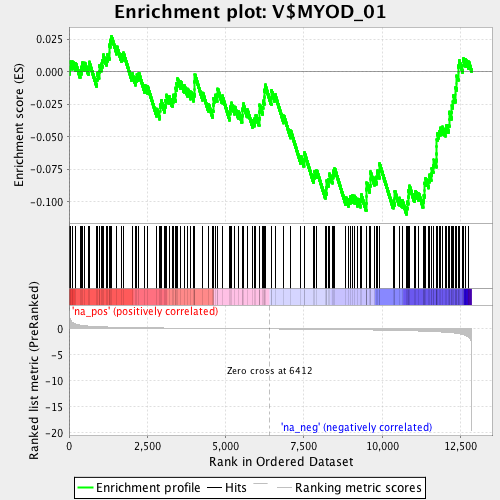 Enrichment plot: V$MYOD_01
Enrichment score (ES)
0.025
0.000
-0.025
-0.050
-0.075
-0.100
'na_pos' (positively correlated)
Ranked list metric (PreRanked)
0
-5
-10
-15
-20
Zero cross at 6412
'na_neg' (negatively correlated)
0
2,500
5,000
7,500
10,000
12,500
Rank in Ordered Dataset
Enrichment profile
Hits
Ranking metric scores